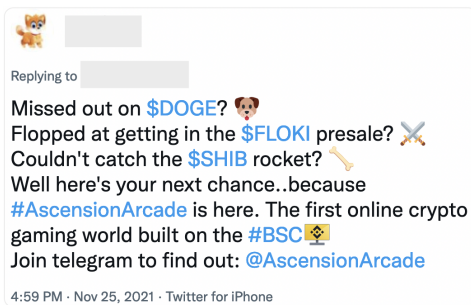 Replying to
Missed out on $DOGE? 🐶
Flopped at getting in the $FLOKI presale? ⚔️
Couldn't catch the $SHIB rocket? 🦴
Well here's your next chance..because
#AscensionArcade is here. The first online crypto
gaming world built on the #BSC
Join telegram to find out: @AscensionArcade
4:59 PM · Nov 25, 2021 · Twitter for iPhone